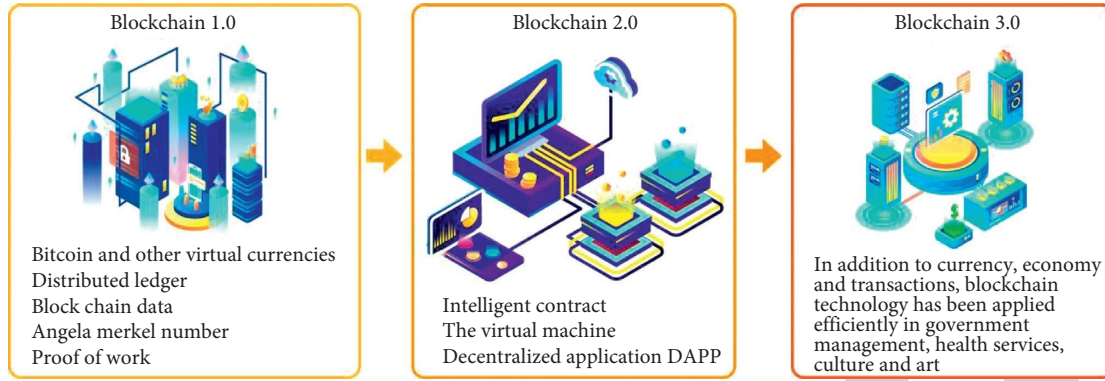 Blockchain 1.0
Bitcoin and other virtual currencies
Distributed ledger
Block chain data
Angela merkel number
Proof of work
Blockchain 2.0
Intelligent contract
The virtual machine
Decentralized application DAPP
Blockchain 3.0
In addition to currency, economy
and transactions, blockchain
technology has been applied
efficiently in government
management, health services,
culture and art